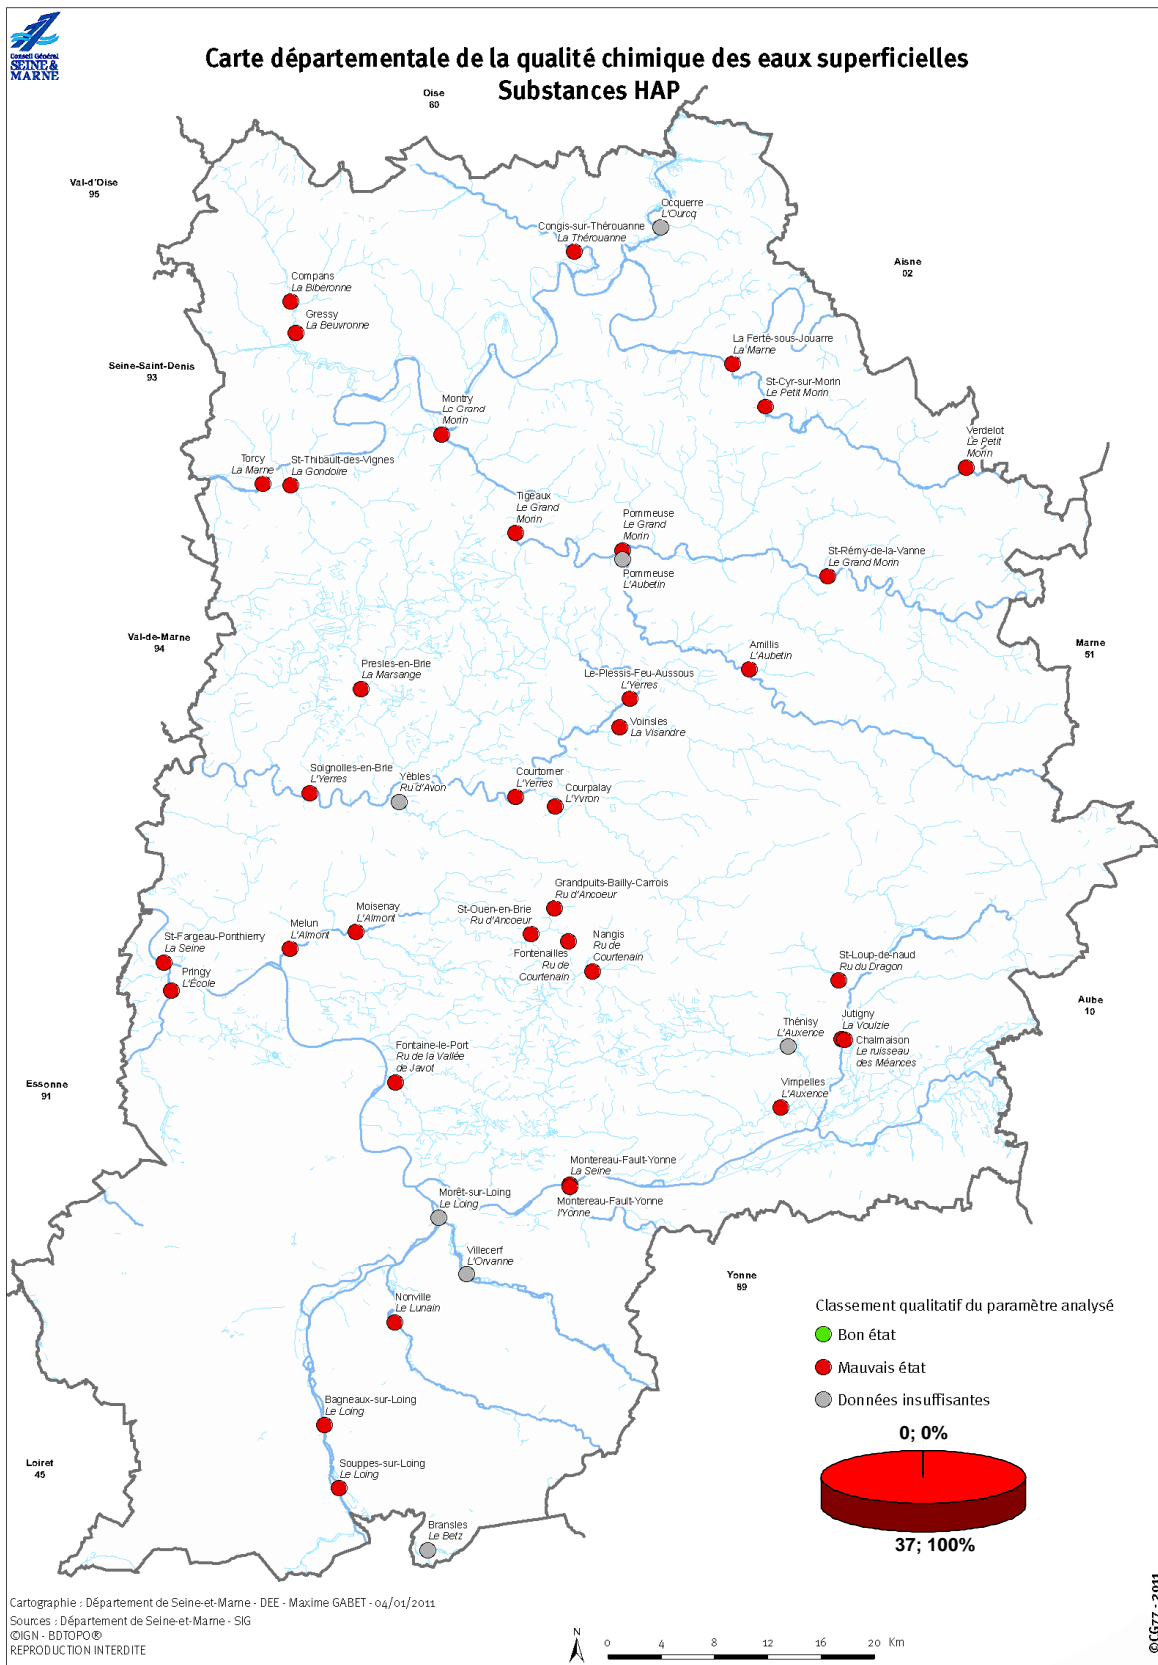 Conseil Général
SEINE &
MARNE
Carte départementale de la qualité chimique des eaux superficielles
Substances HAP
Oise
60
Val-d'Oise
95
Ocquerre
L'Ourcq
Congis-sur-Thérouanne
La Thérouanne
Aisne
02
Compans
La Biberonne
Gressy
La Beuvronne
La Ferté-sous-Jouarre
La Marne
Seine-Saint-Denis
93
St-Cyr-sur-Morin
Le Petit Morin
Montry
Le Grand
Morin
Verdelot
Le Petit
Morin
Torcy
La Marne
St-Thibault-des-Vignes
La Gondoire
Tigeaux
Le Grand
Morin
Pommeuse
Le Grand
Morin
St-Rémy-de-la-Vanne
Le Grand Morin
Pommeuse
L'Aubetin
Val-de-Marne
94
Marne
51
Amillis
L'Aubetin
Presles-en-Brie
La Marsange
Le-Plessis-Feu-Aussous
L'Yerres
Voinsles
La Visandre
Soignolles-en-Brie
L'Yerres
Yèbles
Ru d'Avon
Courtomer
L'Yerres
Courpalay
L'Yvron
Grandpuits-Bailly-Carrois
Ru d'Ancoeur
Moisenay
L'Almont
St-Ouen-en-Brie
Ru d'Ancoeur
Melun
L'Almont
St-Fargeau-Ponthierry
La Seine
Nangis
Ru de
Courtenain
Fontenailles
Ru de
Courtenain
St-Loup-de-naud
Ru du Dragon
Pringy
L'École
Aube
10
Jutigny
La Voulzie
Thénisy
L'Auxence
Chalmaison
Le ruisseau
des Méances
Fontaine-le-Port
Ru de la Vallée
de Javot
Essonne
91
Vimpelles
L'Auxence
Montereau-Fault-Yonne
La Seine
Montereau-Fault-Yonne
l'Yonne
Morêt-sur-Loing
Le Loing
Villecerf
L'Orvanne
Yonne
89
Nonville
Le Lunain
Classement qualitatif du paramètre analysé
Bon état
Mauvais état
Données insuffisantes
Bagneaux-sur-Loing
Le Loing
0; 0%
Loiret
45
Souppes-sur-Loing
Le Loing
37; 100%
Bransles
Le Betz
Cartographie : Département de Seine-et-Marne - DEE - Maxime GABET - 04/01/2011
Sources : Département de Seine-et-Marne - SIG
©IGN - BDTOPO®
REPRODUCTION INTERDITE
N
0 4 8 12 16 20 Km
©CG77 - 2011